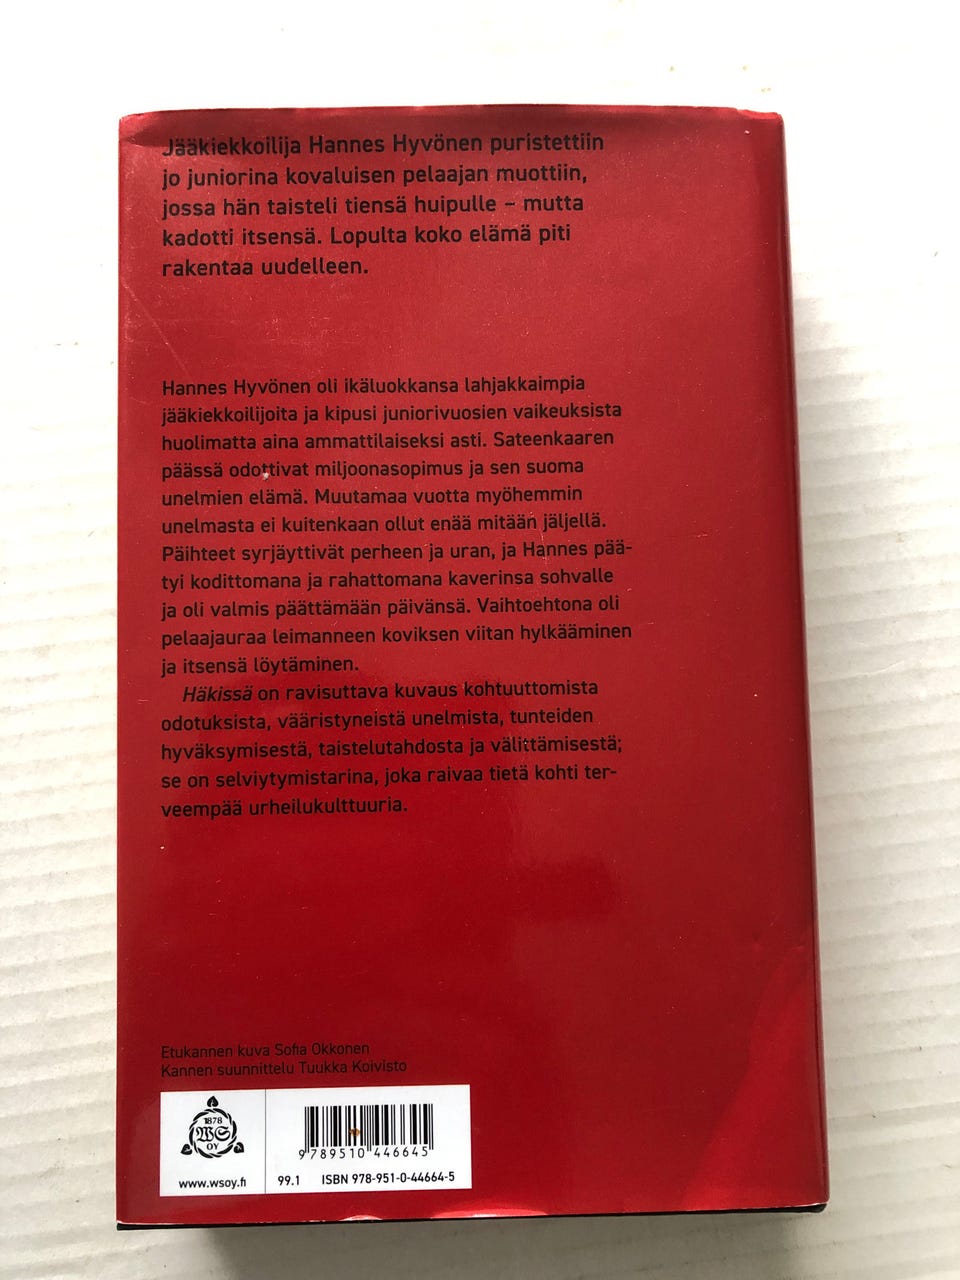 Jääkiekkoilija Hannes Hyvönen puristettiin
jo juniorina kovaluisen pelaajan muottiin,
jossa hän taisteli tiensä huipulle – mutta
kadotti itsensä. Lopulta koko elämä piti
rakentaa uudelleen.
Hannes Hyvönen oli ikäluokkansa lahjakkaimpia
jääkiekkoilijoita ja kipusi juniorivuosien vaikeuksista
huolimatta aina ammattilaiseksi asti. Sateenkaaren
päässä odottivat miljoonasopimus ja sen suoma
unelmien elämä. Muutamaa vuotta myöhemmin
unelmasta ei kuitenkaan ollut enää mitään jäljellä.
Päihteet syrjäyttivät perheen ja uran, ja Hannes pää-
tyi kodittomana ja rahattomana kaverinsa sohvalle
ja oli valmis päättämään päivänsä. Vaihtoehtona oli
pelaajauraa leimanneen koviksen viitan hylkääminen
ja itsensä löytäminen.
Häkissä on ravisuttava kuvaus kohtuuttomista
odotuksista, vääristyneistä unelmista, tunteiden
hyväksymisestä, taistelutahdosta ja välittämisestä;
se on selviytymistarina, joka raivaa tietä kohti ter-
veempää urheilukulttuuria.
Etukannen kuva Sofia Okkonen
Kannen suunnittelu Tuukka Koivisto
1878
WS
OY
www.wsoy.fi
9 789510 446645
99.1 ISBN 978-951-0-44664-5